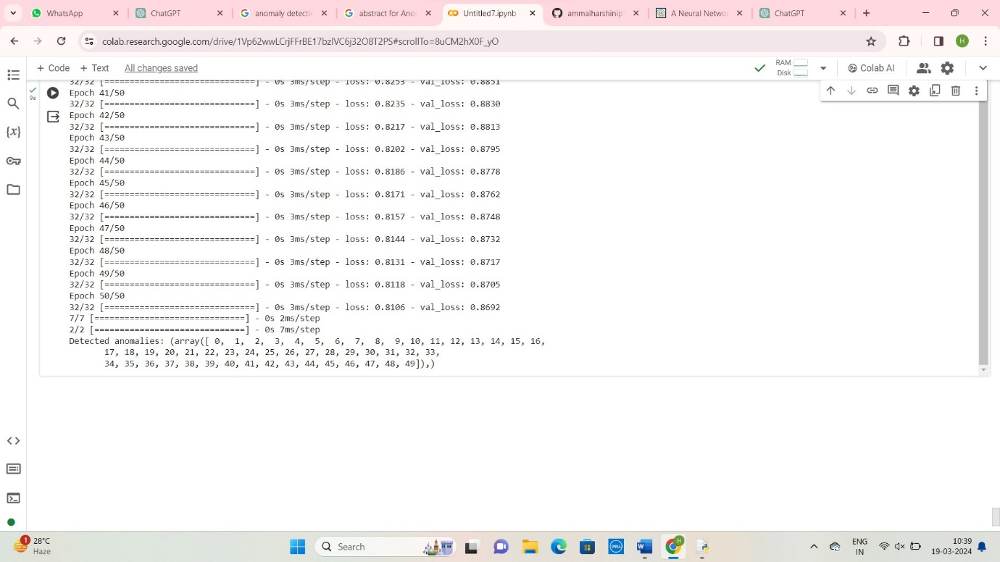 WhatsApp
ChatGPT
anomaly detectic
abstract for Ano
Untitled7.ipynb
ammalharshinip
A Neural Networ
ChatGPT
colab.research.google.com/drive/1Vp62wwLCrjFFrBE17bzlVC6j32O8T2PS#scrollTo=8uCM2hX0F_yO
H
+ Code + Text All changes saved
RAM
Disk
Colab AI
9s
32/32 [==============================] - 0s 3ms/step - loss: 0.8253 - val_loss: 0.8851
Epoch 41/50
32/32 [==============================] - 0s 3ms/step - loss: 0.8235 - val_loss: 0.8830
Epoch 42/50
32/32 [==============================] - 0s 3ms/step - loss: 0.8217 - val_loss: 0.8813
Epoch 43/50
32/32 [==============================] - 0s 3ms/step - loss: 0.8202 - val_loss: 0.8795
Epoch 44/50
32/32 [==============================] - 0s 3ms/step - loss: 0.8186 - val_loss: 0.8778
Epoch 45/50
32/32 [==============================] - 0s 3ms/step - loss: 0.8171 - val_loss: 0.8762
Epoch 46/50
32/32 [==============================] - 0s 3ms/step - loss: 0.8157 - val_loss: 0.8748
Epoch 47/50
32/32 [==============================] - 0s 3ms/step - loss: 0.8144 - val_loss: 0.8732
Epoch 48/50
32/32 [==============================] - 0s 3ms/step - loss: 0.8131 - val_loss: 0.8717
Epoch 49/50
32/32 [==============================] - 0s 3ms/step - loss: 0.8118 - val_loss: 0.8705
Epoch 50/50
32/32 [==============================] - 0s 3ms/step - loss: 0.8106 - val_loss: 0.8692
7/7 [==============================] - 0s 2ms/step
2/2 [==============================] - 0s 7ms/step
Detected anomalies: (array([ 0, 1, 2, 3, 4, 5, 6, 7, 8, 9, 10, 11, 12, 13, 14, 15, 16,
17, 18, 19, 20, 21, 22, 23, 24, 25, 26, 27, 28, 29, 30, 31, 32, 33,
34, 35, 36, 37, 38, 39, 40, 41, 42, 43, 44, 45, 46, 47, 48, 49]),)
{x}
1
28°C
Haze
Search
DELL
W
H
ENG
IN
10:39
19-03-2024